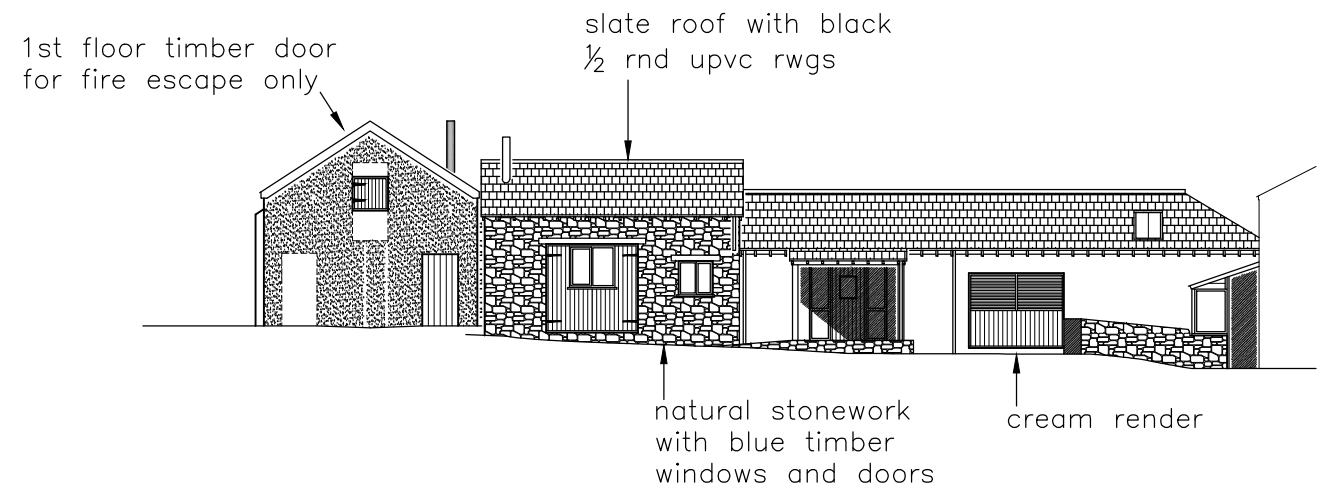 1st floor timber door
for fire escape only
slate roof with black
½ rnd upvc rwgs
natural stonework
with blue timber
windows and doors
cream render